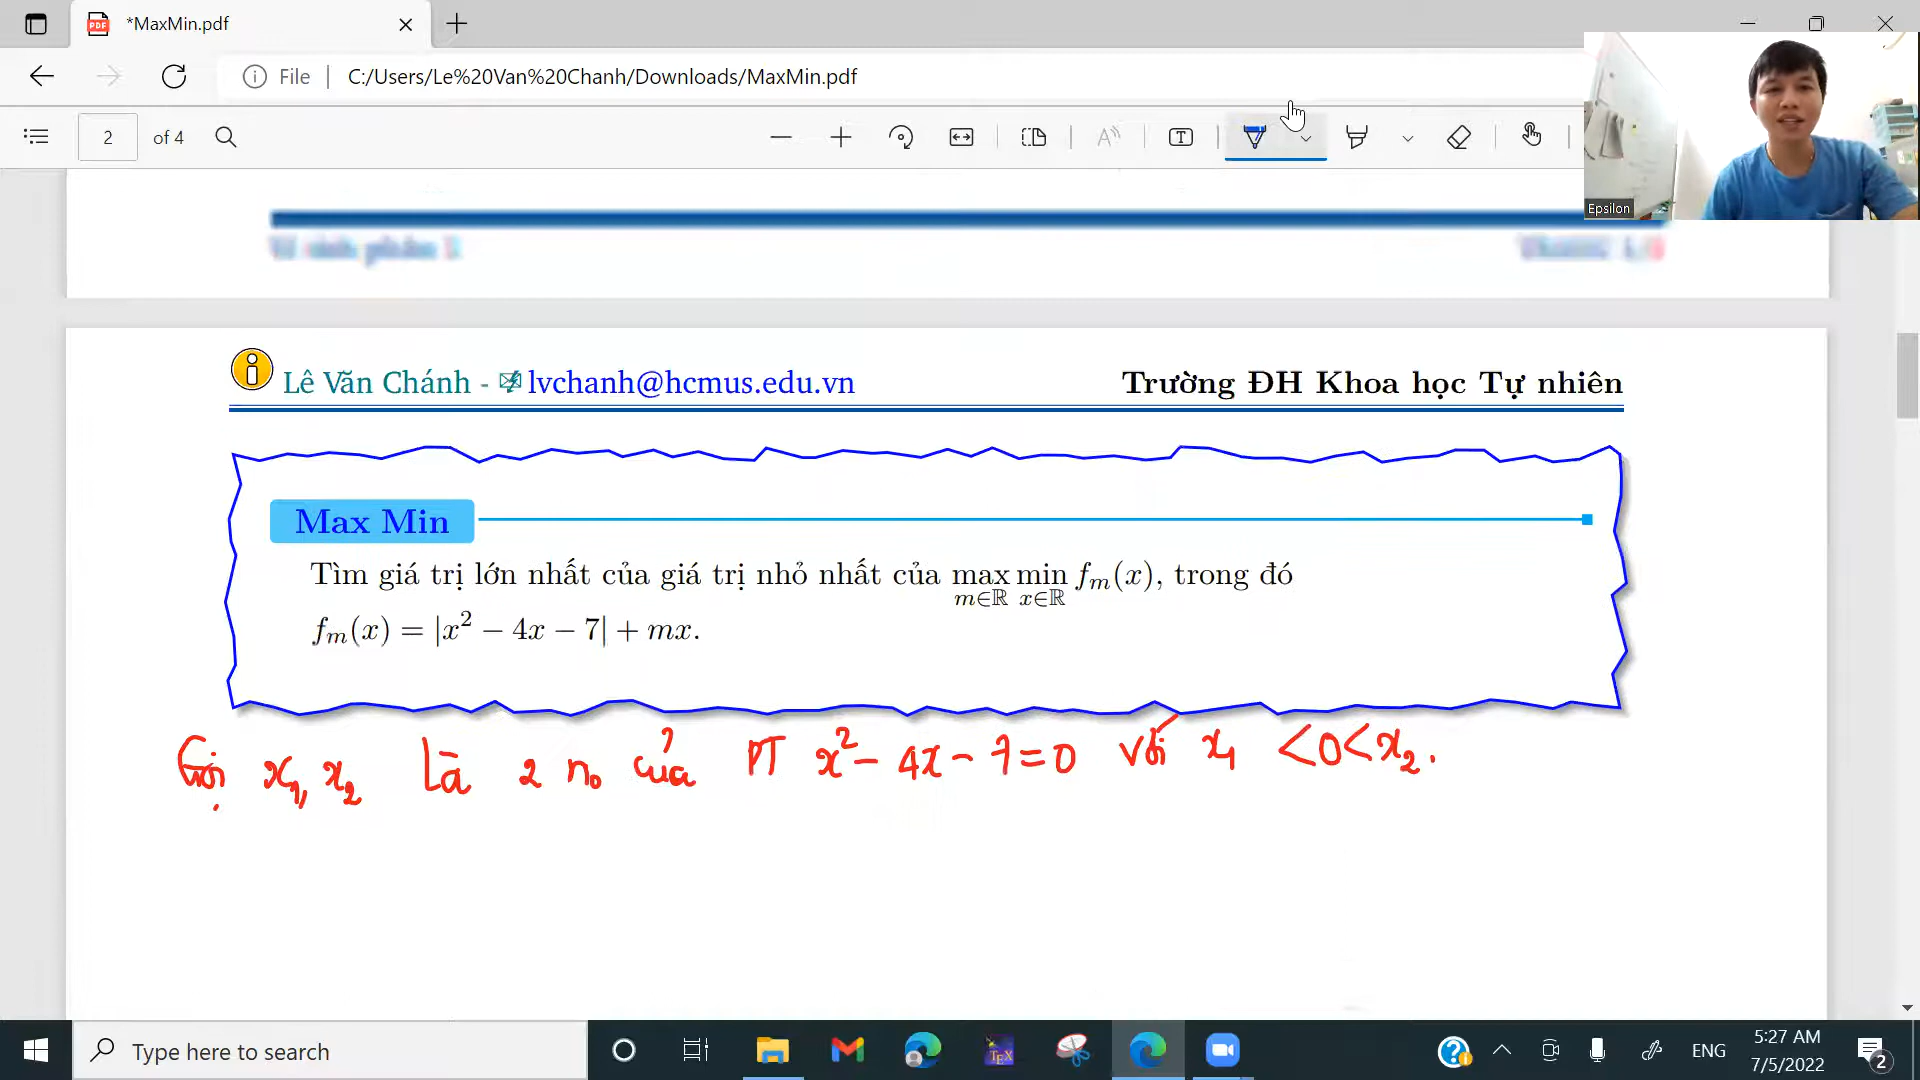 *MaxMin.pdf
File | C:/Users/Le%20Van%20Chanh/Downloads/MaxMin.pdf
2 of 4
Epsilon
Lê Văn Chánh - lvchanh@hcmus.edu.vn Trường ĐH Khoa học Tự nhiên
Max Min
Tìm giá trị lớn nhất của giá trị nhỏ nhất của max min fₘ(x), trong đó
m∈ℝ x∈ℝ
fₘ(x) = |x² − 4x − 7| + mx.
Gọi x₁, x₂ là 2 n₀ của PT x² − 4x − 7 = 0 với x₁ < 0 < x₂.
Type here to search
TEX
ENG
5:27 AM
7/5/2022
2